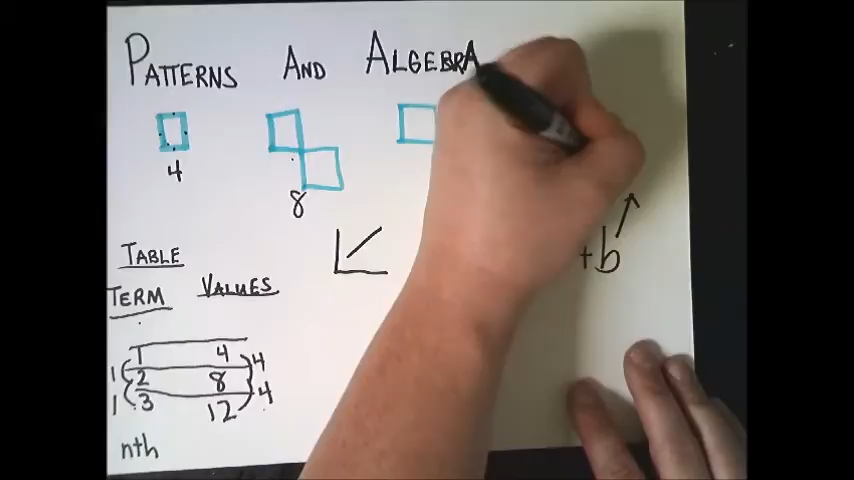 PATTERNS AND ALGEBRA
4
8
+b
TABLE
TERM VALUES
1 4
1 2 8 4
1 3 12 4
nth